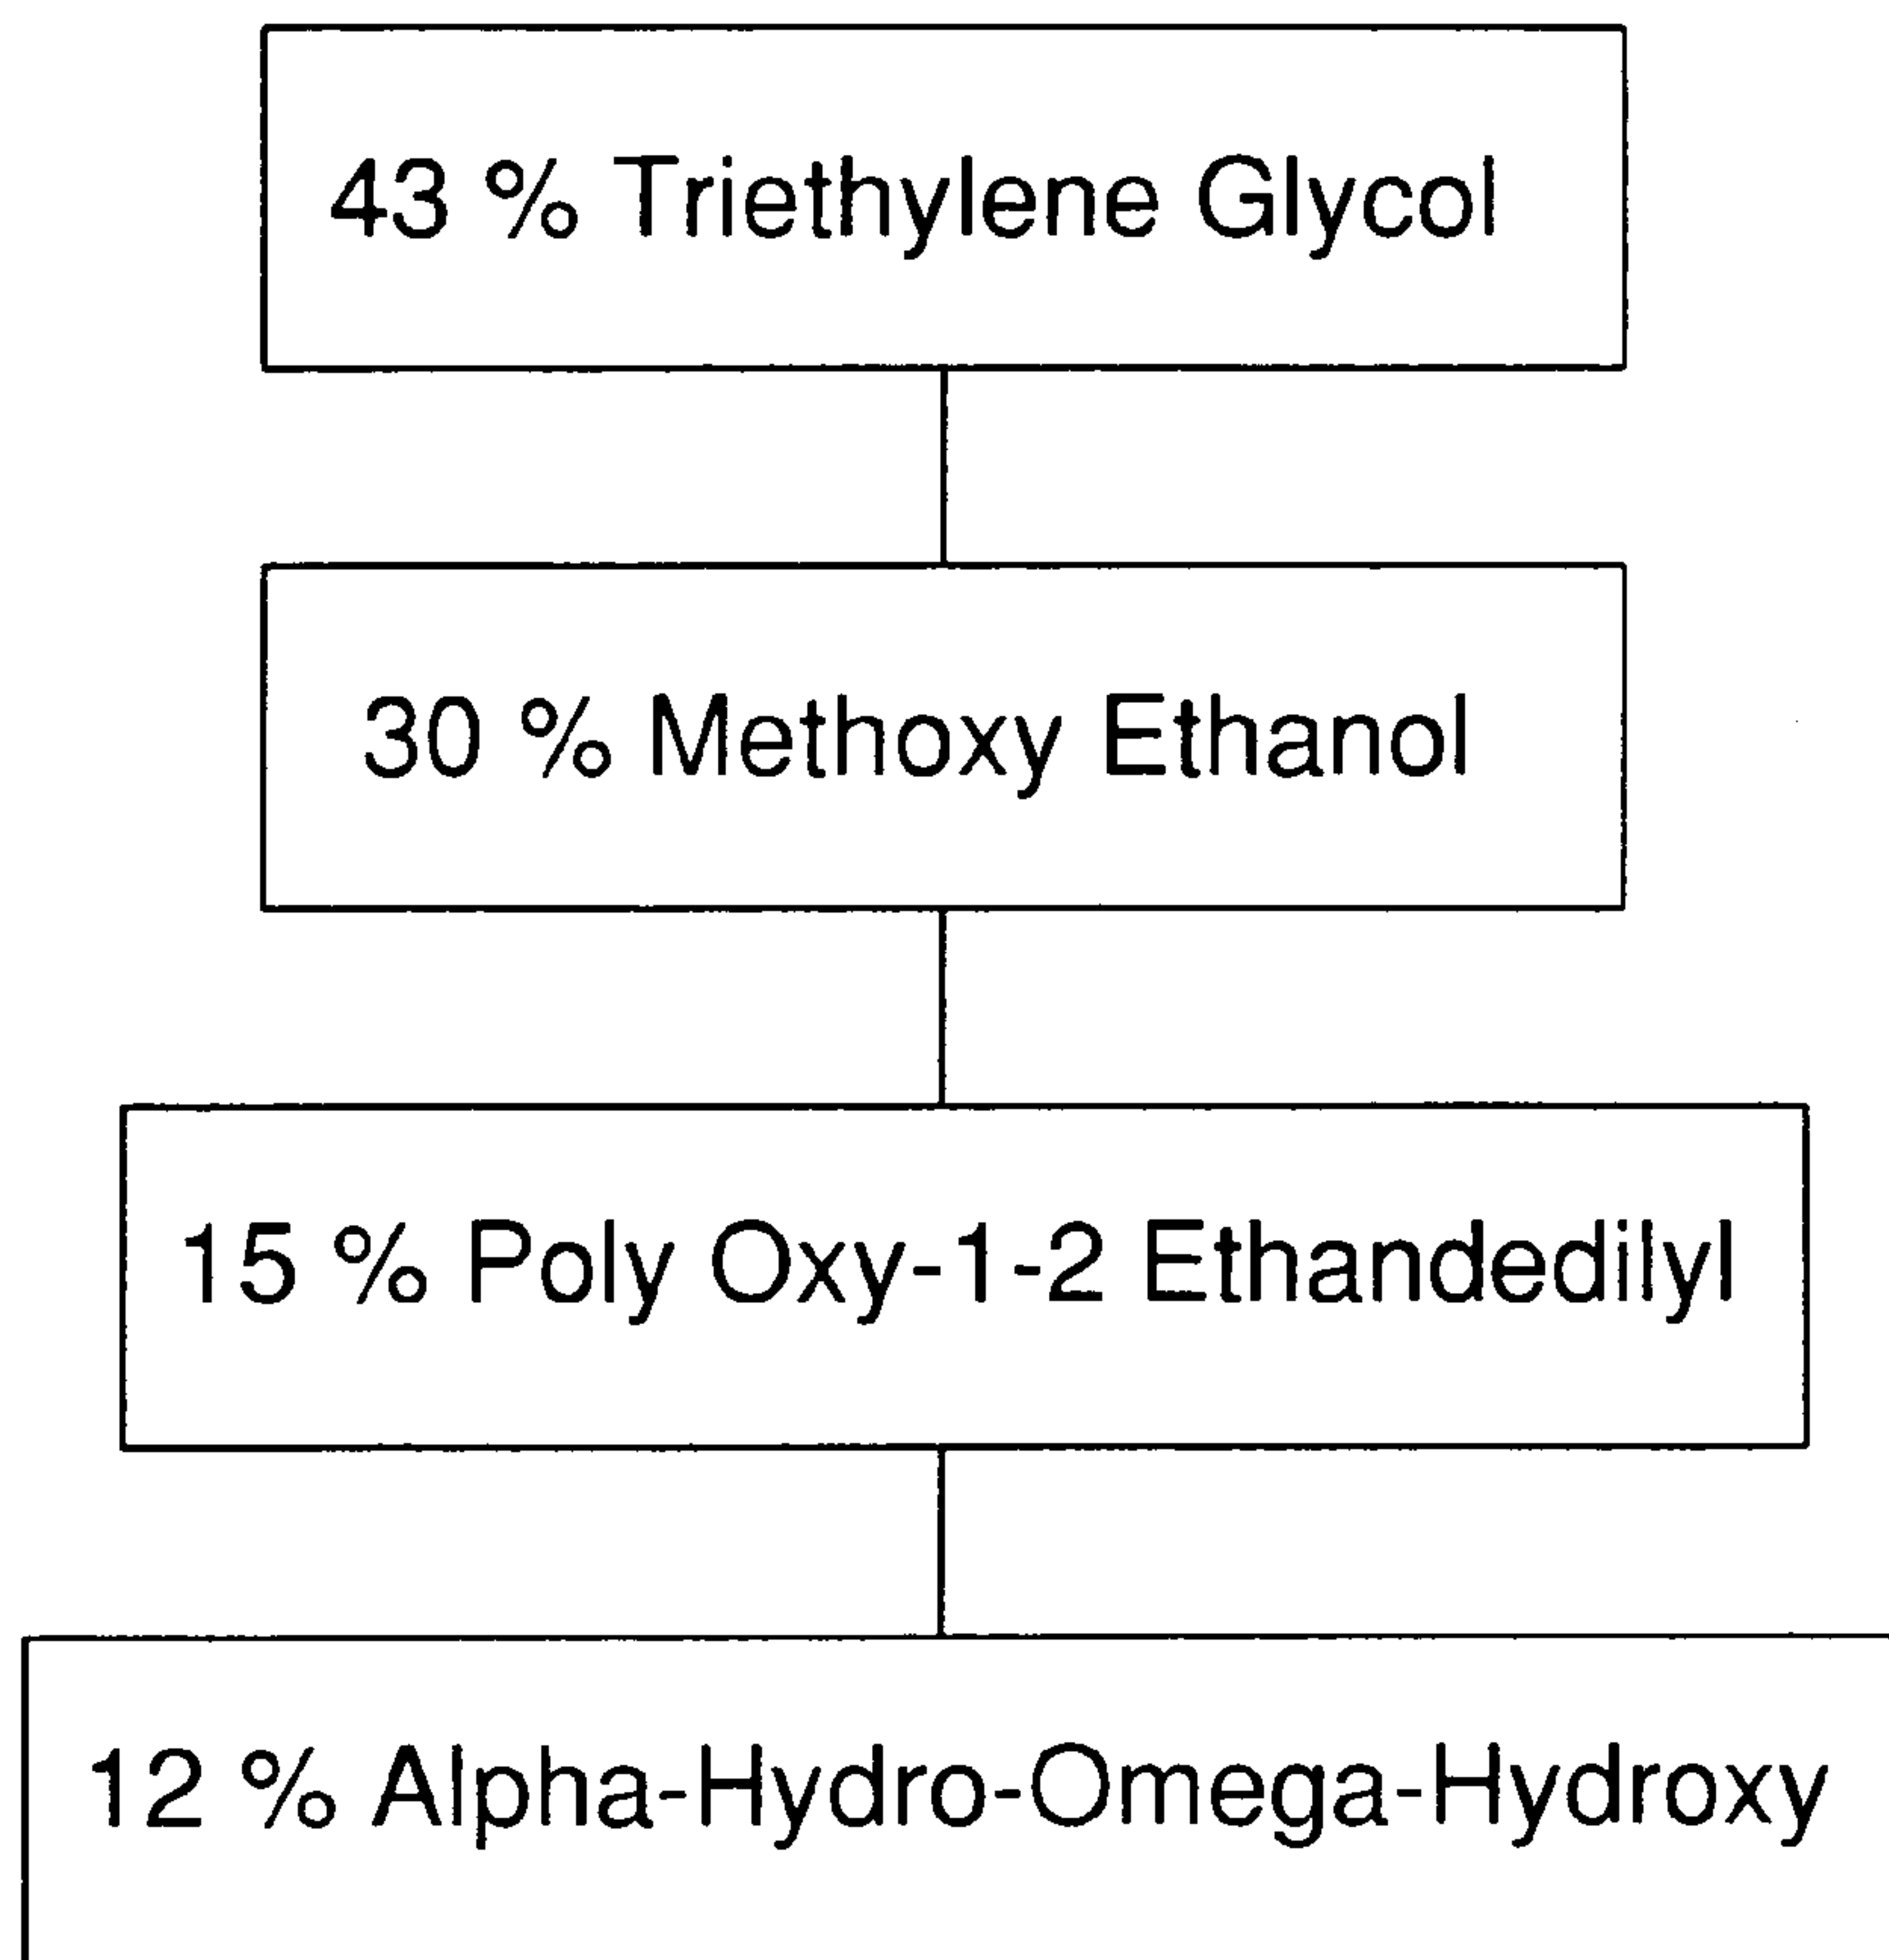 43 % Triethylene Glycol
30 % Methoxy Ethanol
15 % Poly Oxy-1-2 Ethandedilyl
12 % Alpha-Hydro-Omega-Hydroxy